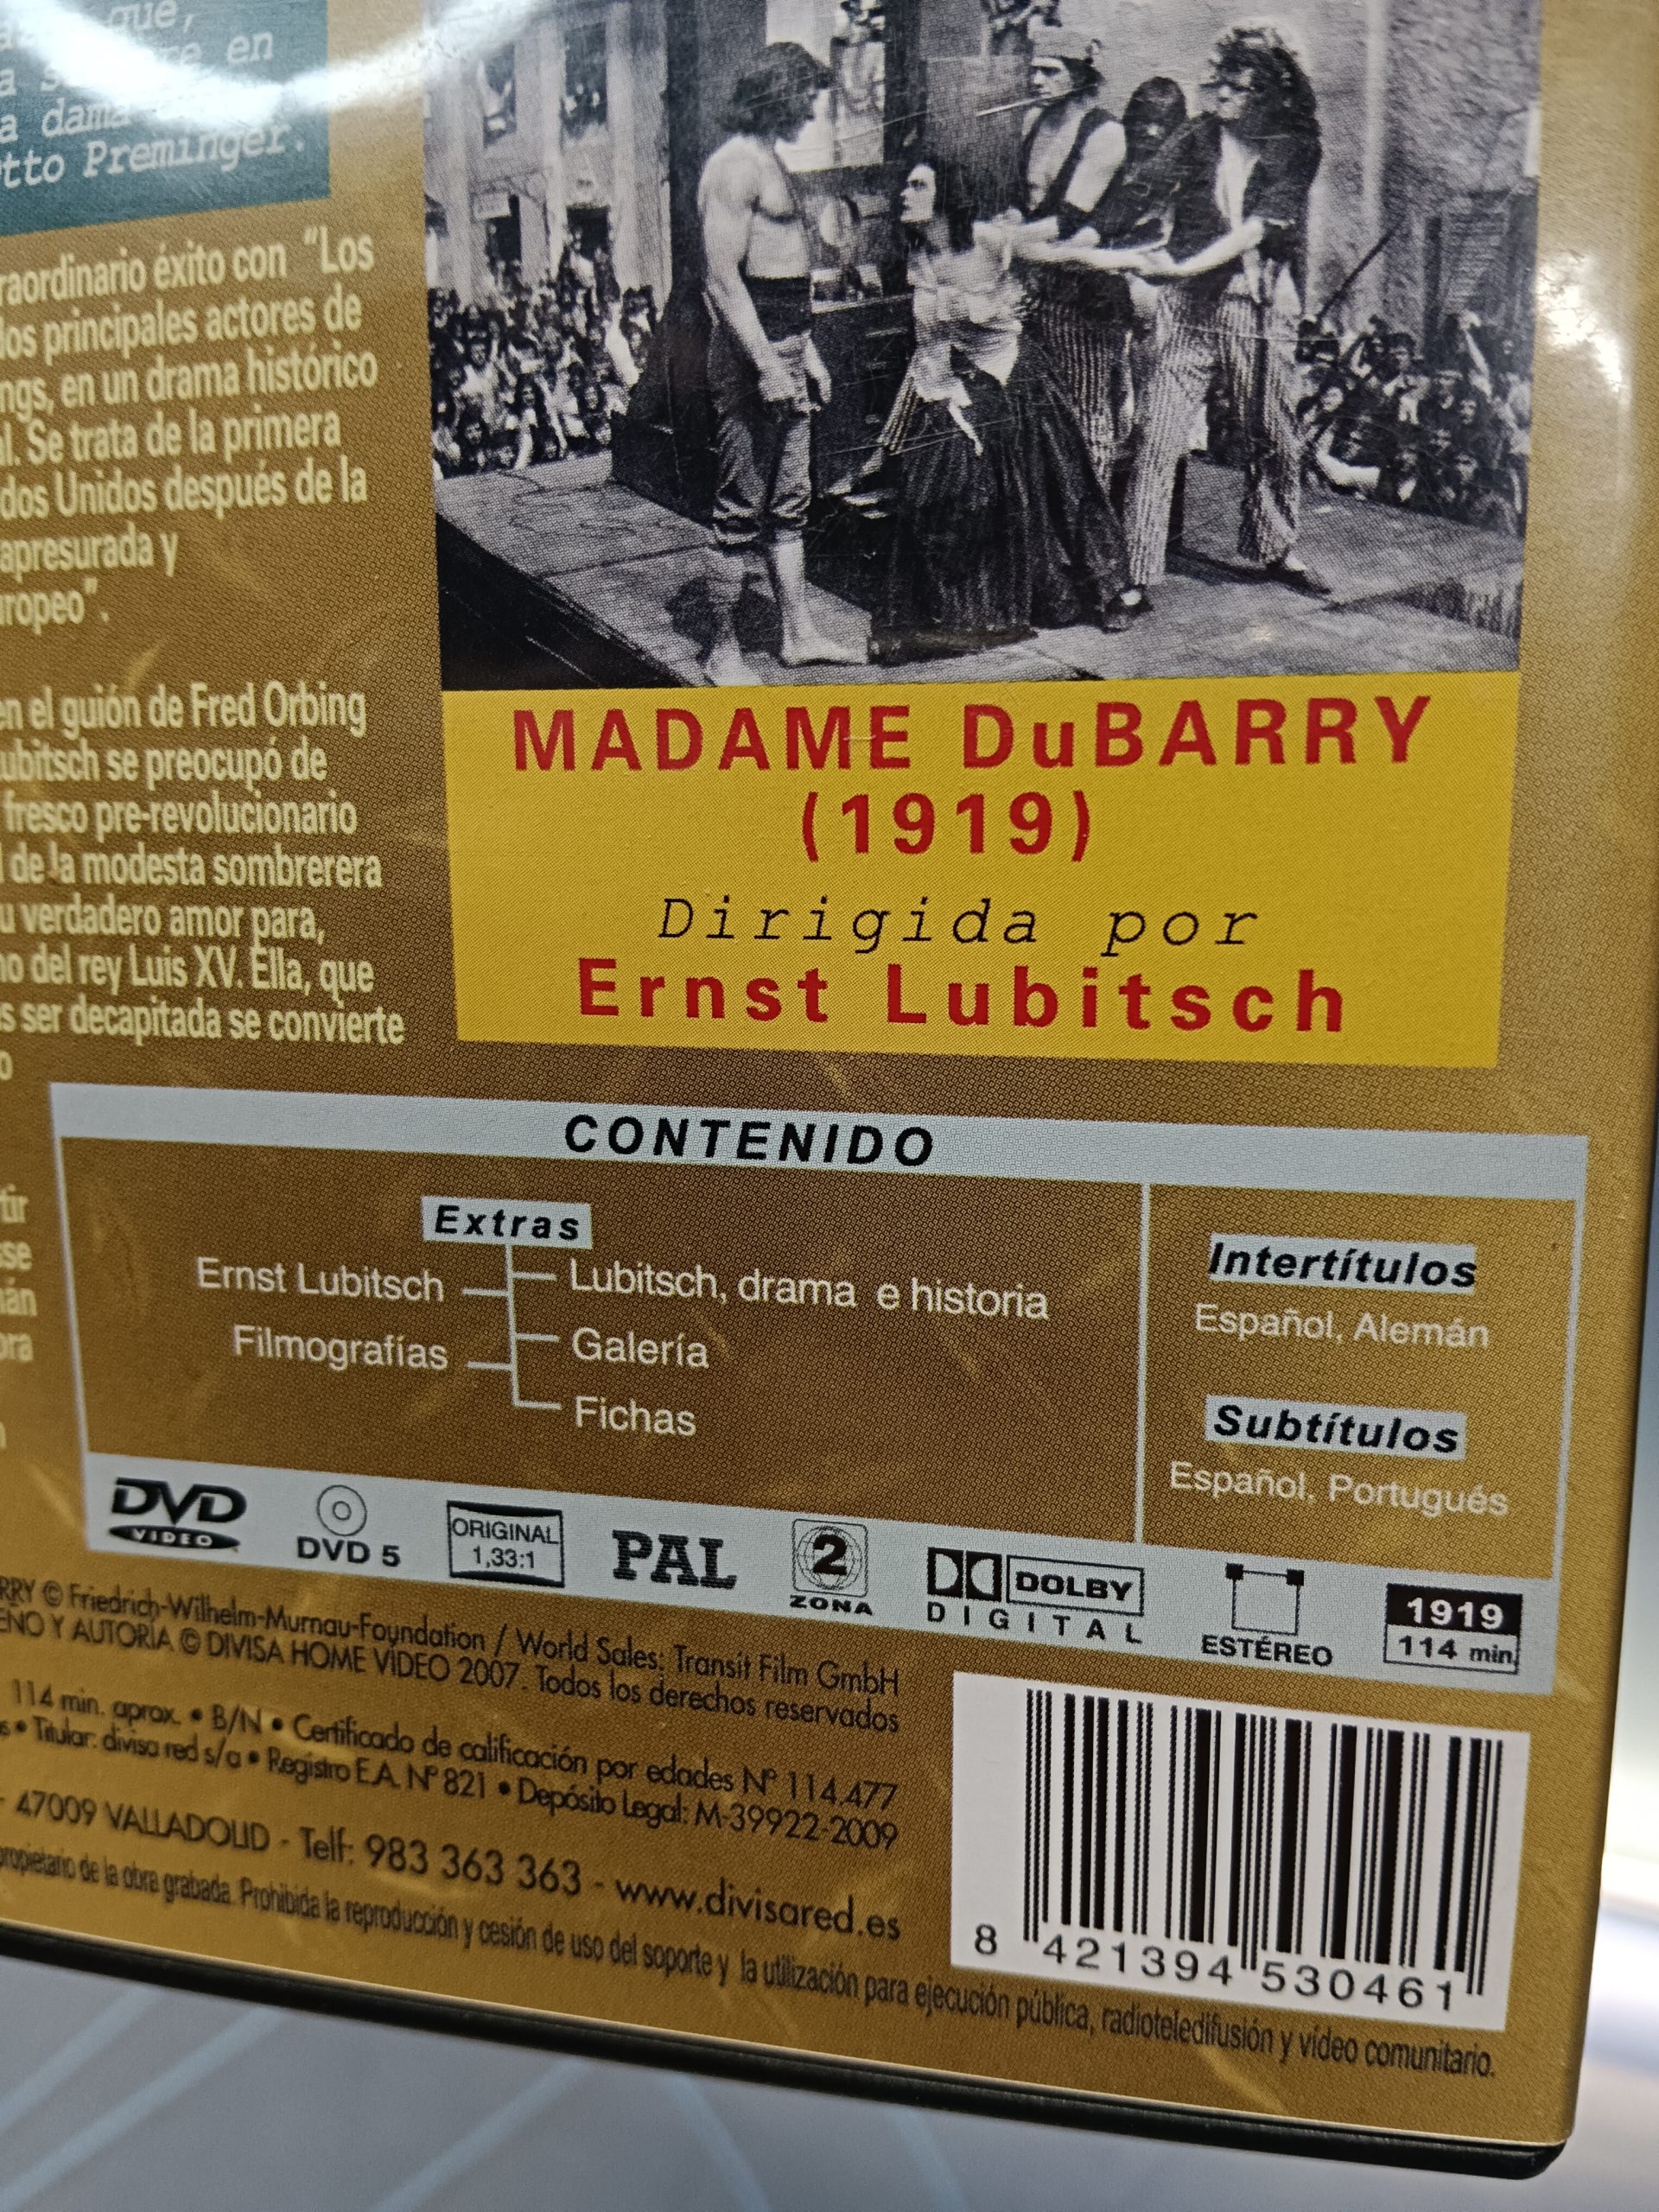 que,
en
a dama
tto Preminger.
raordinario éxito con "Los
los principales actores de
ngs, en un drama histórico
al. Se trata de la primera
dos Unidos después de la
apresurada y
uropeo".
en el guión de Fred Orbing
ubitsch se preocupó de
fresco pre-revolucionario
l de la modesta sombrerera
u verdadero amor para,
no del rey Luis XV. Ella, que
s ser decapitada se convierte
o
MADAME DuBARRY
(1919)
Dirigida por
Ernst Lubitsch
CONTENIDO
Extras
Ernst Lubitsch
Filmografías
Lubitsch, drama e historia
Galería
Fichas
Intertítulos
Español, Alemán
Subtítulos
Español, Portugués
tir
se
án
ora
DVD VIDEO
DVD 5
ORIGINAL
1,33:1
PAL
2
ZONA
DOLBY
DIGITAL
ESTÉREO
1919
114 min.
RRY © Friedrich-Wilhelm-Murnau-Foundation / World Sales: Transit Film GmbH
EÑO Y AUTORÍA © DIVISA HOME VÍDEO 2007. Todos los derechos reservados
114 min. aprox. • B/N • Certificado de calificación por edades Nº 114.477
s • Titular: divisa red s/a • Registro E.A. Nº 821 • Depósito Legal: M-39922-2009
- 47009 VALLADOLID - Telf: 983 363 363 - www.divisared.es
propietario de la obra grabada. Prohibida la reproducción y cesión de uso del soporte y la utilización para ejecución pública, radioteledifusión y vídeo comunitario.
8 421394 530461